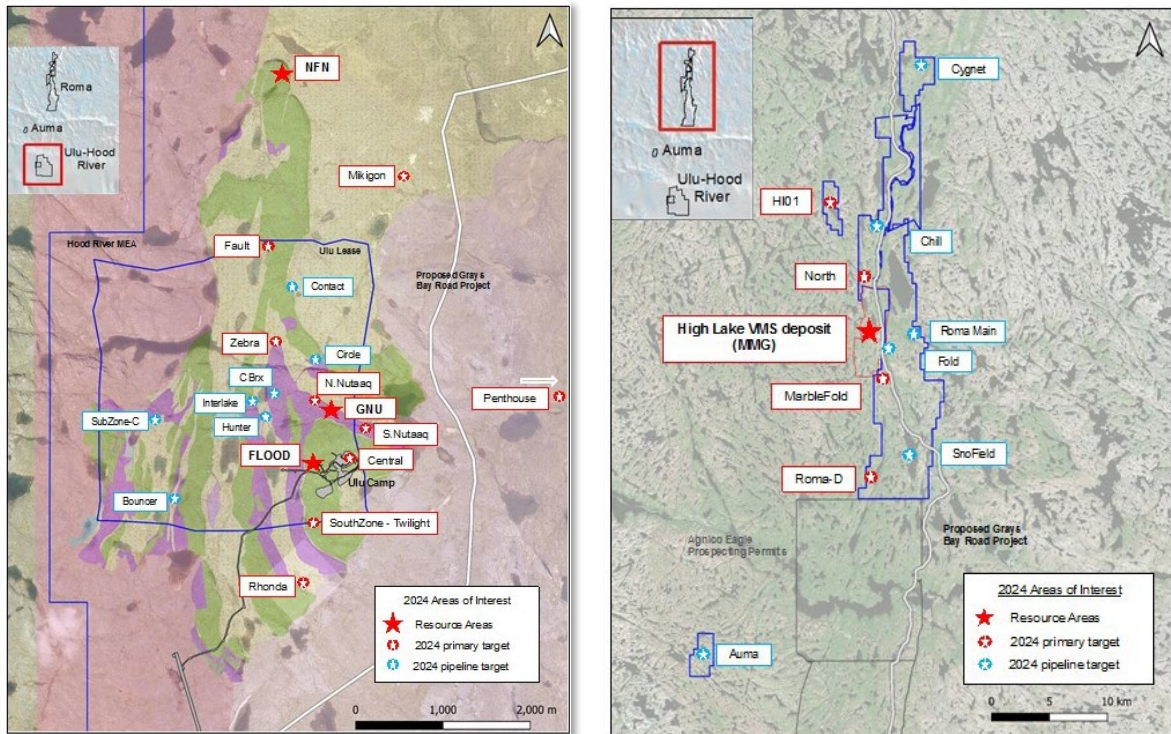 NFN
Roma
Auma
Ulu-Hood
River
Mikigon
Hood River MEA
Fault
Ulu Lease
Contact
Proposed Grays
Bay Road Project
Zebra
Circle
C Brx
N.Nutaaq
Interlake
Penthouse
GNU
SubZone-C
Hunter
S.Nutaaq
FLOOD
Central
Ulu Camp
Bouncer
SouthZone - Twilight
Rhonda
2024 Areas of Interest
Resource Areas
2024 primary target
2024 pipeline target
0 1,000 2,000 m
Cygnet
Auma
Ulu-Hood
River
HI01
Chill
North
High Lake VMS deposit
(MMG)
Roma Main
Fold
MarbleFold
SnoField
Roma-D
Proposed Grays
Bay Road Project
Agnico Eagle
Prospecting Permits
Auma
2024 Areas of Interest
Resource Areas
2024 primary target
2024 pipeline target
0 5 10 km